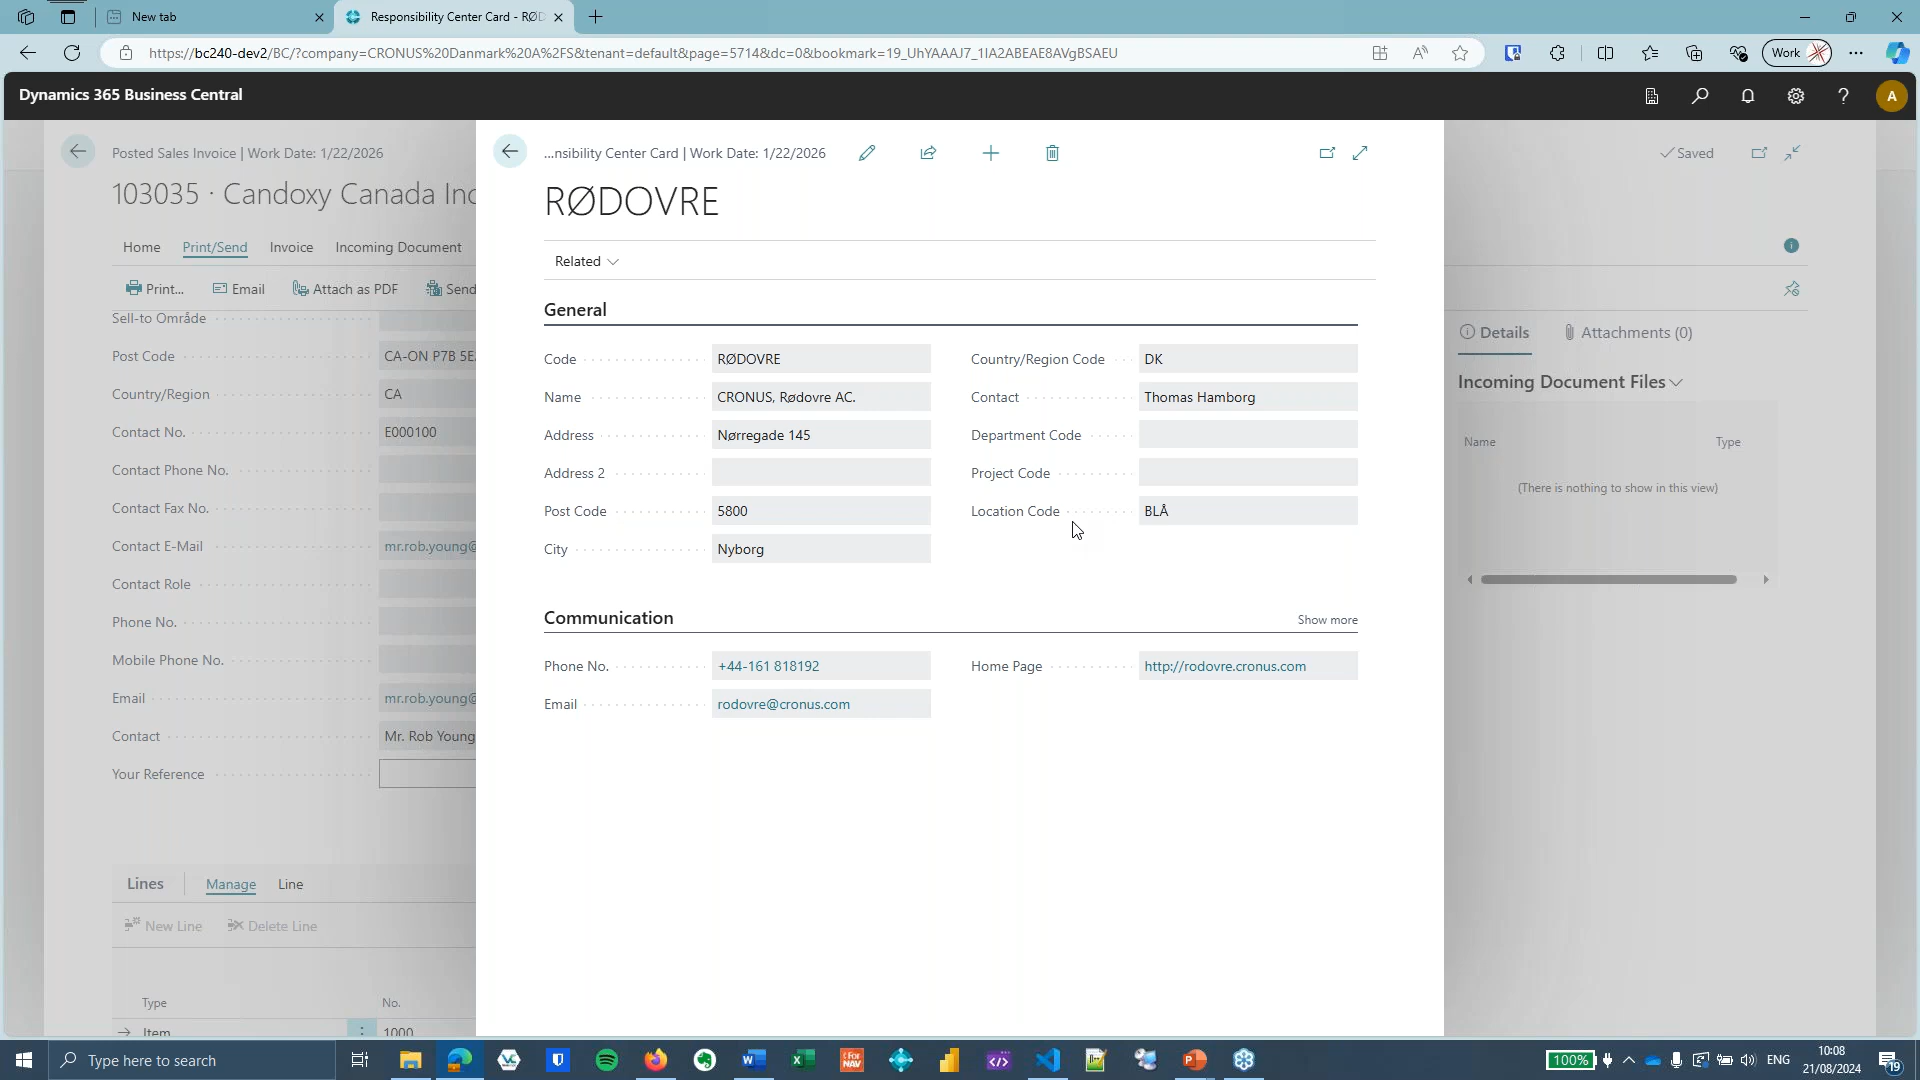 New tab
Responsibility Center Card - RØD
https://bc240-dev2/BC/?company=CRONUS%20Danmark%20A%2FS&tenant=default&page=5714&dc=0&bookmark=19_UhYAAAJ7_1IA2ABEAE8AVgBSAEU
Work
Dynamics 365 Business Central
A
Posted Sales Invoice | Work Date: 1/22/2026
103035 · Candoxy Canada Inc
Home Print/Send Invoice Incoming Document
Print... Email Attach as PDF Send
Sell-to Område
Post Code CA-ON P7B 5E
Country/Region CA
Contact No. E000100
Contact Phone No.
Contact Fax No.
Contact E-Mail mr.rob.young@
Contact Role
Phone No.
Mobile Phone No.
Email mr.rob.young@
Contact Mr. Rob Young
Your Reference
Lines Manage Line
New Line Delete Line
Type No.
Item 1000
...nsibility Center Card | Work Date: 1/22/2026
RØDOVRE
Related
General
Code RØDOVRE
Name CRONUS, Rødovre AC.
Address Nørregade 145
Address 2
Post Code 5800
City Nyborg
Country/Region Code DK
Contact Thomas Hamborg
Department Code
Project Code
Location Code BLÅ
Communication Show more
Phone No. +44-161 818192
Email rodovre@cronus.com
Home Page http://rodovre.cronus.com
Saved
Details Attachments (0)
Incoming Document Files
Name Type
(There is nothing to show in this view)
Type here to search
100%
ENG
10:08
21/08/2024
19